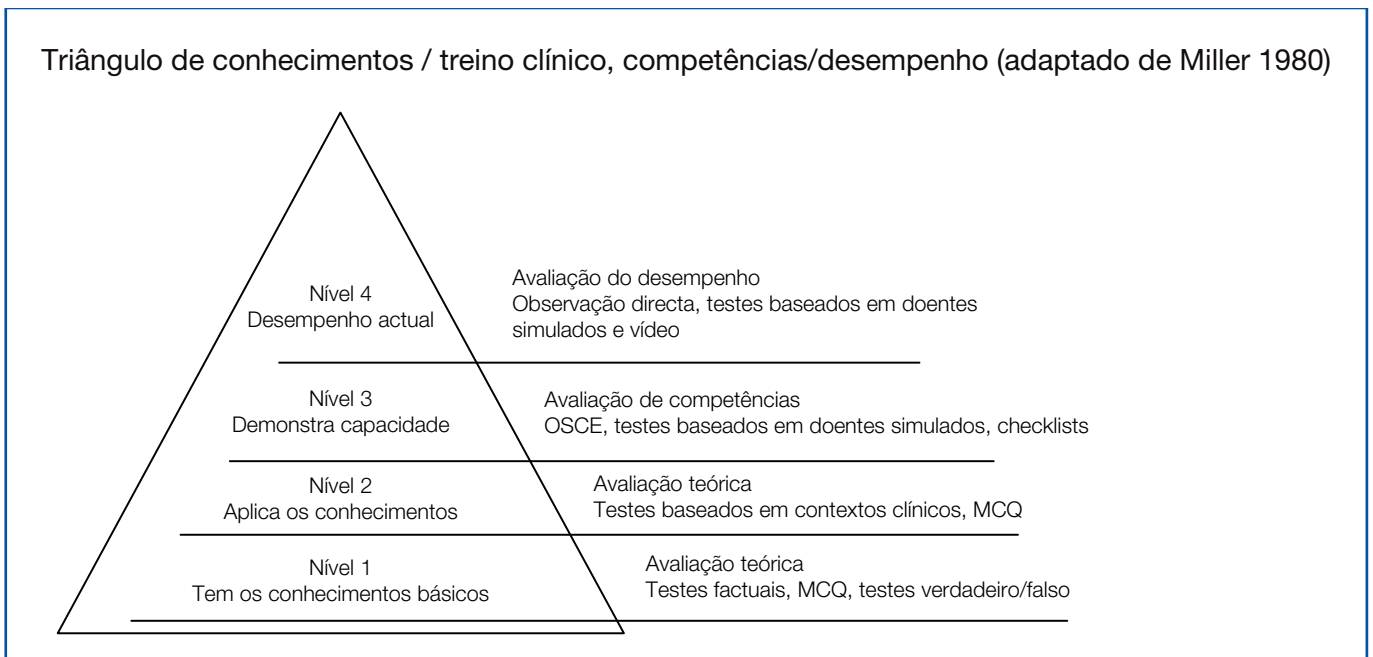 Triângulo de conhecimentos / treino clínico, competências/desempenho (adaptado de Miller 1980)
Nível 4
Desempenho actual
Avaliação do desempenho
Observação directa, testes baseados em doentes
simulados e vídeo
Nível 3
Demonstra capacidade
Avaliação de competências
OSCE, testes baseados em doentes simulados, checklists
Nível 2
Aplica os conhecimentos
Avaliação teórica
Testes baseados em contextos clínicos, MCQ
Nível 1
Tem os conhecimentos básicos
Avaliação teórica
Testes factuais, MCQ, testes verdadeiro/falso